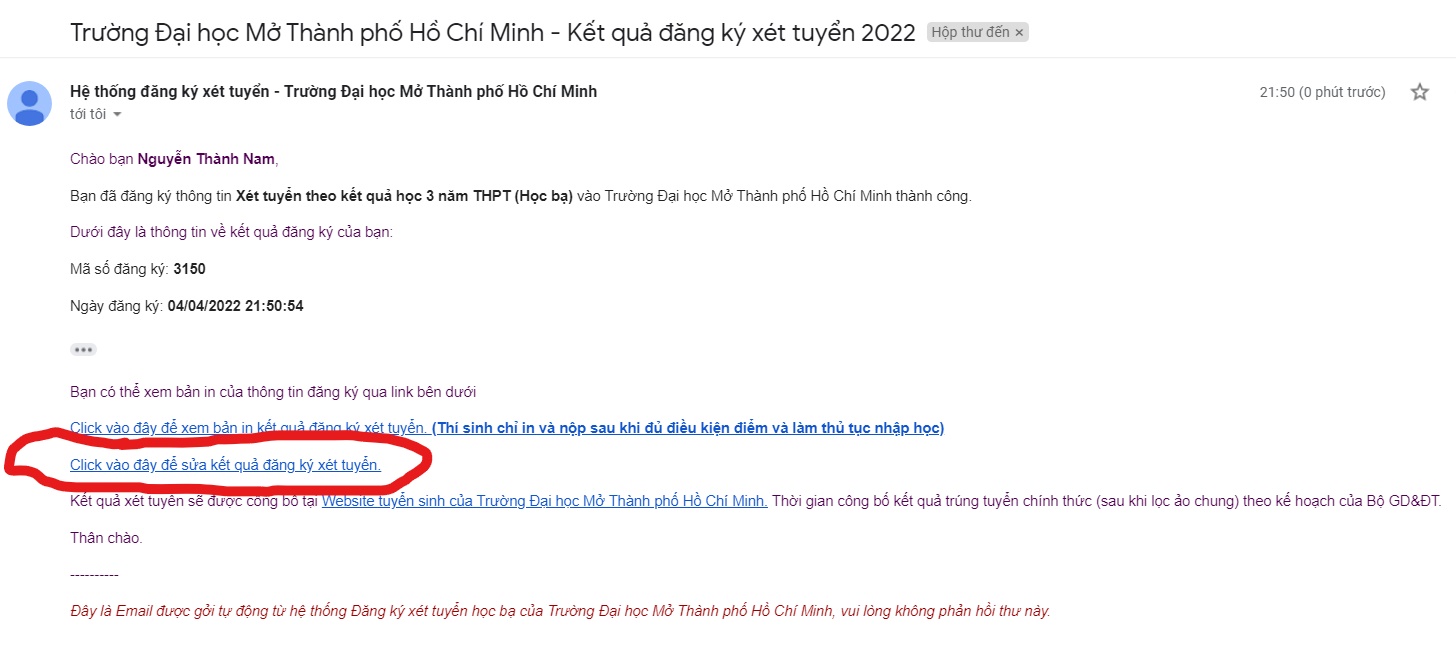 Trường Đại học Mở Thành phố Hồ Chí Minh - Kết quả đăng ký xét tuyển 2022 Hộp thư đến ×
Hệ thống đăng ký xét tuyển - Trường Đại học Mở Thành phố Hồ Chí Minh 21:50 (0 phút trước)
tới tôi
Chào bạn Nguyễn Thành Nam,
Bạn đã đăng ký thông tin Xét tuyển theo kết quả học 3 năm THPT (Học bạ) vào Trường Đại học Mở Thành phố Hồ Chí Minh thành công.
Dưới đây là thông tin về kết quả đăng ký của bạn:
Mã số đăng ký: 3150
Ngày đăng ký: 04/04/2022 21:50:54
Bạn có thể xem bản in của thông tin đăng ký qua link bên dưới
Click vào đây để xem bản in kết quả đăng ký xét tuyển. (Thí sinh chỉ in và nộp sau khi đủ điều kiện điểm và làm thủ tục nhập học)
Click vào đây để sửa kết quả đăng ký xét tuyển.
Kết quả xét tuyển sẽ được công bố tại Website tuyển sinh của Trường Đại học Mở Thành phố Hồ Chí Minh. Thời gian công bố kết quả trúng tuyển chính thức (sau khi lọc ảo chung) theo kế hoạch của Bộ GD&ĐT.
Thân chào.
----------
Đây là Email được gởi tự động từ hệ thống Đăng ký xét tuyển học bạ của Trường Đại học Mở Thành phố Hồ Chí Minh, vui lòng không phản hồi thư này.